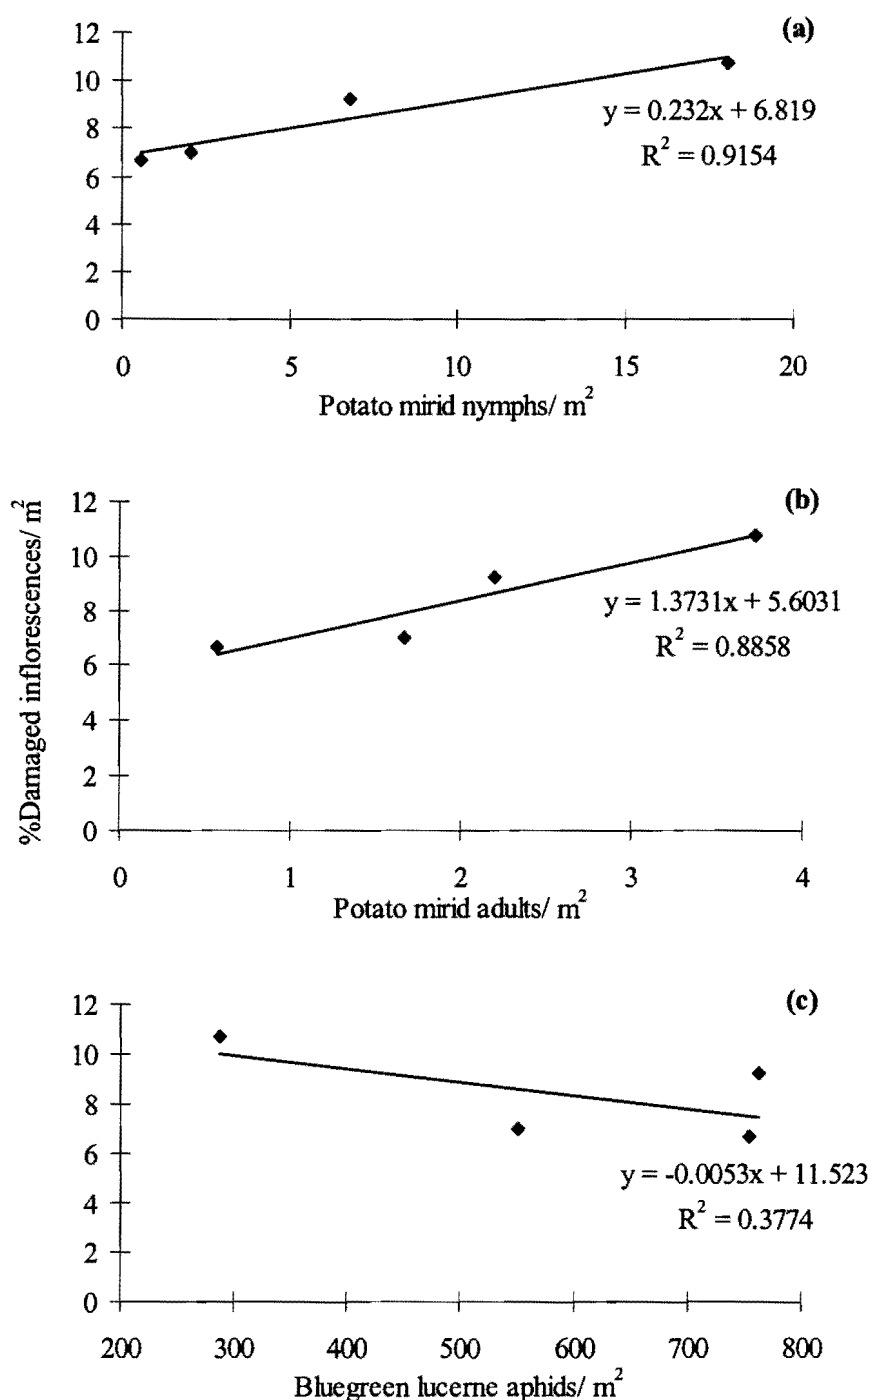 (a)
12
10
8
6
4
2
0
y = 0.232x + 6.819
R² = 0.9154
0 5 10 15 20
Potato mirid nymphs/ m²
%Damaged inflorescences/ m²
(b)
12
10
8
6
4
2
0
y = 1.3731x + 5.6031
R² = 0.8858
0 1 2 3 4
Potato mirid adults/ m²
(c)
12
10
8
6
4
2
0
y = -0.0053x + 11.523
R² = 0.3774
200 300 400 500 600 700 800
Bluegreen lucerne aphids/ m²